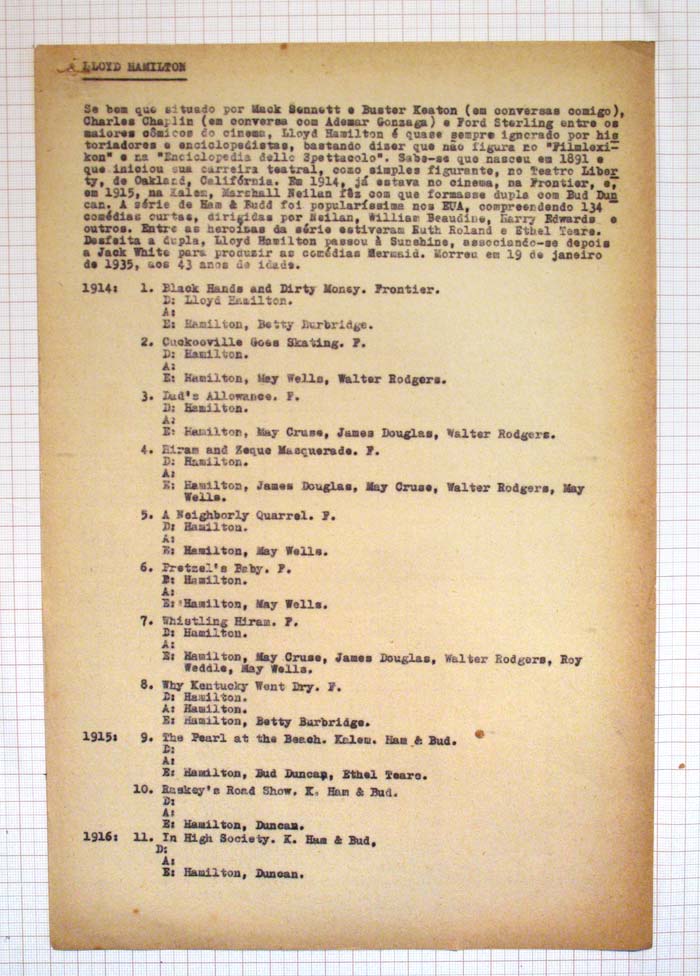 LLOYD HAMILTON
Se bem que situado por Mack Sennett e Buster Keaton (em conversas comigo),
Charles Chaplin (em conversa com Ademar Gonzaga) e Ford Sterling entre os
maiores cômicos do cinema, Lloyd Hamilton é quase sempre ignorado por his
toriadores e enciclopedistas, bastando dizer que não figura no "Filmlexi-
kon" e na "Enciclopedia dello Spettacolo". Sabe-se que nasceu em 1891 e
que iniciou sua carreira teatral, como simples figurante, no Teatro Liber
ty, de Oakland, Califórnia. Em 1914, já estava no cinema, na Frontier, e,
em 1915, na Kalem, Marshall Neilan fêz com que formasse dupla com Bud Dun
can. A série de Ham & Budd foi popularíssima nos EUA, compreendendo 134
comédias curtas, dirigidas por Neilan, William Beaudine, Harry Edwards e
outros. Entre as heroinas da série estiveram Ruth Roland e Ethel Teare.
Desfeita a dupla, Lloyd Hamilton passou à Sunshine, associando-se depois
a Jack White para produzir as comédias Mermaid. Morreu em 19 de janeiro
de 1935, aos 43 anos de idade.
1914: 1. Black Hands and Dirty Money. Frontier.
D: Lloyd Hamilton.
A:
E: Hamilton, Betty Burbridge.
2. Cuckooville Goes Skating. F.
D: Hamilton.
A:
E: Hamilton, May Wells, Walter Rodgers.
3. Dad's Allowance. F.
D: Hamilton.
A:
E: Hamilton, May Cruse, James Douglas, Walter Rodgers.
4. Hiram and Zeque Masquerade. F.
D: Hamilton.
A:
E: Hamilton, James Douglas, May Cruse, Walter Rodgers, May
Wells.
5. A Neighborly Quarrel. F.
D: Hamilton.
A:
E: Hamilton, May Wells.
6. Pretzel's Baby. F.
D: Hamilton.
A:
E: Hamilton, May Wells.
7. Whistling Hiram. F.
D: Hamilton.
A:
E: Hamilton, May Cruse, James Douglas, Walter Rodgers, Roy
Weddle, May Wells.
8. Why Kentucky Went Dry. F.
D: Hamilton.
A: Hamilton.
E: Hamilton, Betty Burbridge.
1915: 9. The Pearl at the Beach. Kalem. Ham & Bud.
D:
A:
E: Hamilton, Bud Duncan, Ethel Teare.
10. Raskey's Road Show. K. Ham & Bud.
D:
A:
E: Hamilton, Duncan.
1916: 11. In High Society. K. Ham & Bud.
D:
A:
E: Hamilton, Duncan.